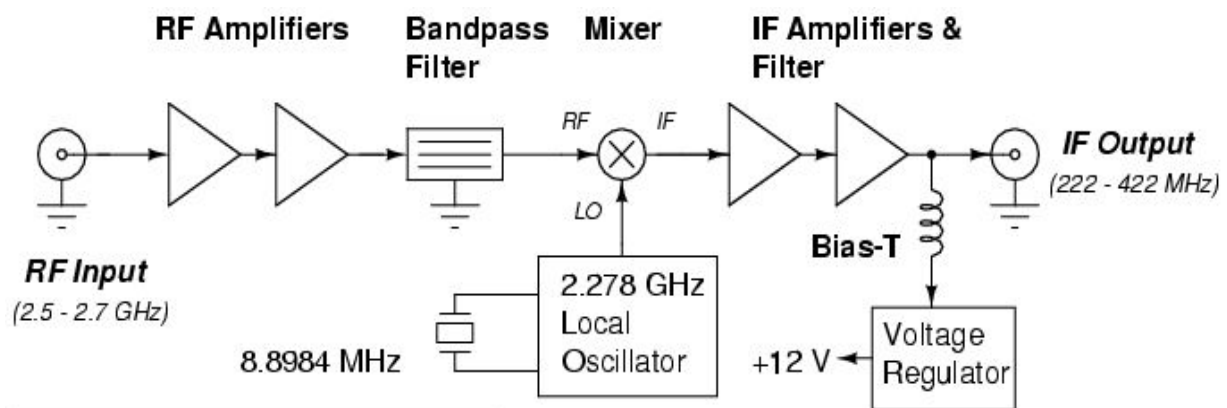 RF Amplifiers
Bandpass
Filter
Mixer
IF Amplifiers &
Filter
RF
IF
LO
RF Input
(2.5 - 2.7 GHz)
IF Output
(222 - 422 MHz)
Bias-T
8.8984 MHz
2.278 GHz
Local
Oscillator
+12 V
Voltage
Regulator